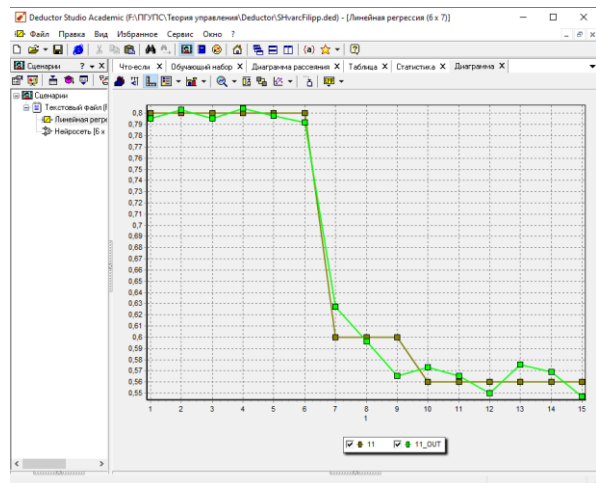 Deductor Studio Academic (F:\ПГУПС\Теория управления\Deductor\SHvarcFilipp.ded) - [Линейная регрессия (6 x 7)]
Файл Правка Вид Избранное Сервис Окно ?
Сценарии
Что-если Обучающий набор Диаграмма рассеяния Таблица Статистика Диаграмма
Сценарии
Текстовый файл (
Линейная регре
Нейросеть [6 x
0,8
0,79
0,78
0,77
0,76
0,75
0,74
0,73
0,72
0,71
0,7
0,69
0,68
0,67
0,66
0,65
0,64
0,63
0,62
0,61
0,6
0,59
0,58
0,57
0,56
0,55
1 2 3 4 5 6 7 8 9 10 11 12 13 14 15
1
11 11_OUT